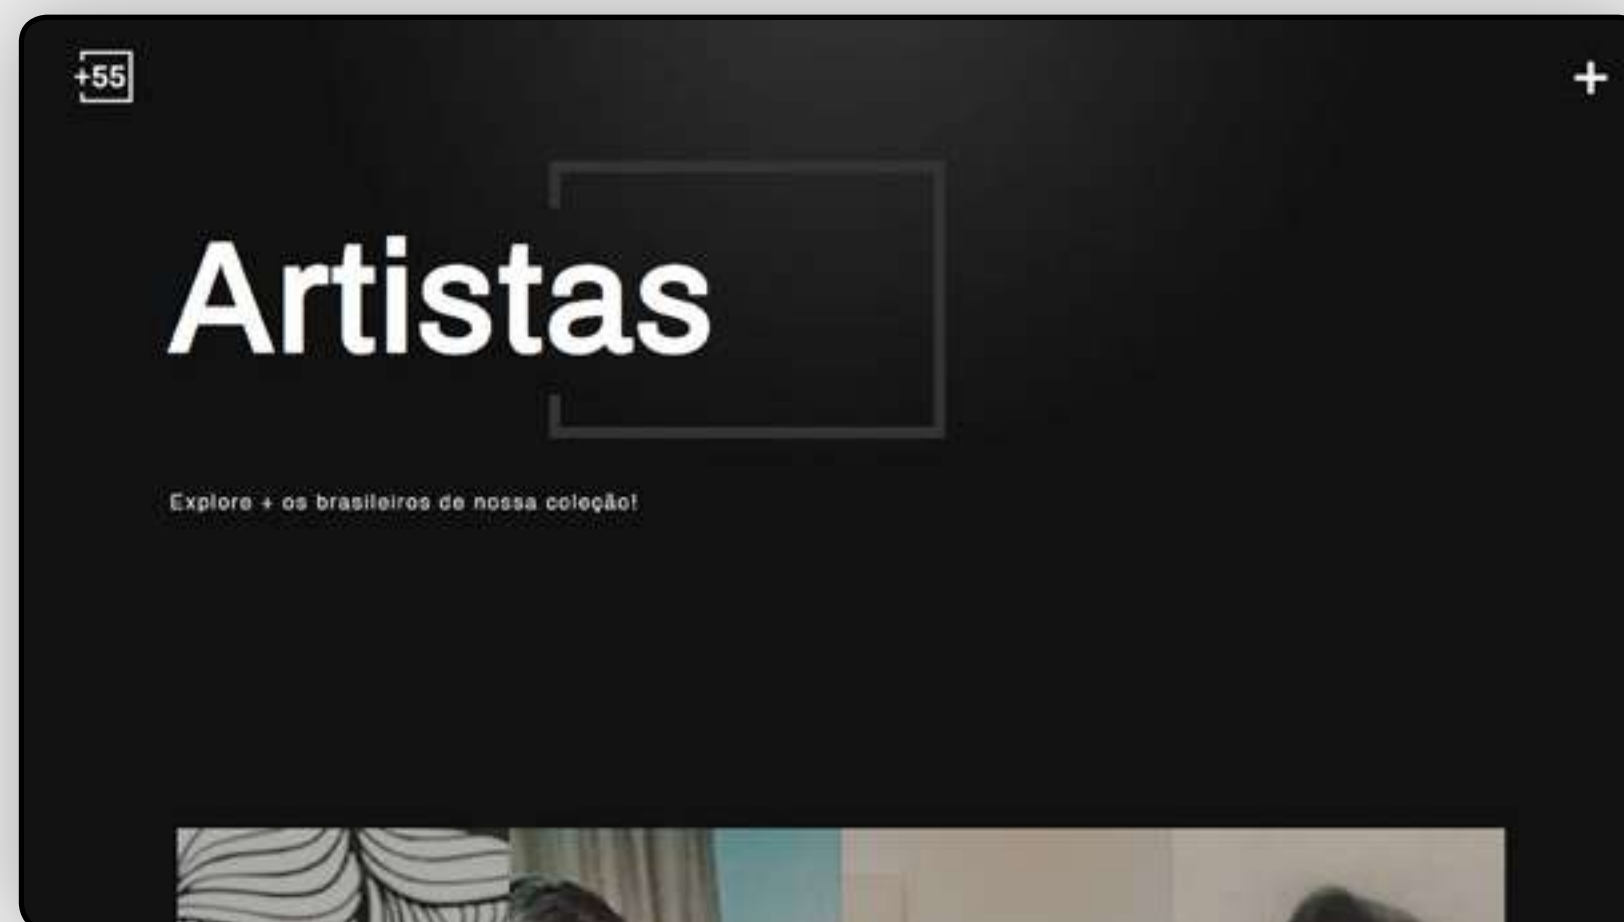 +55
+
Artistas
Explore + os brasileiros de nossa coleção!